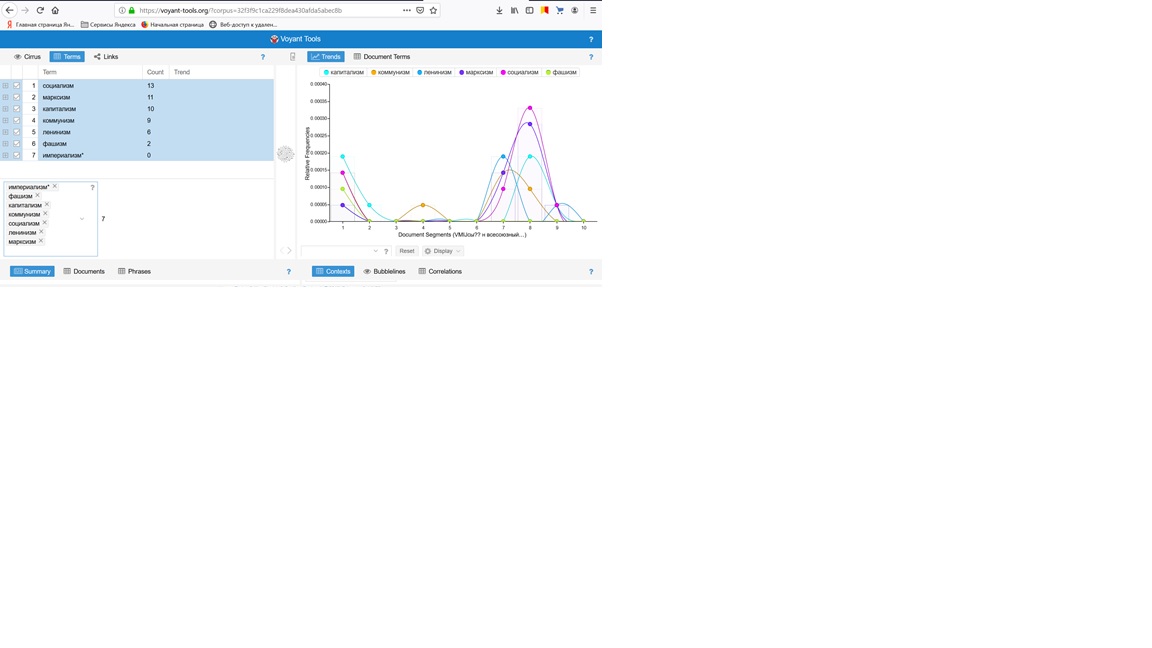 https://voyant-tools.org/?corpus=32f3f9c1ca229f8dea430afda5abec8b
Главная страница Ян... Сервисы Яндекса Начальная страница Веб-доступ к удален...
Voyant Tools ?
Cirrus Terms Links ?
Trends Document Terms ?
Term Count Trend
1 социализм 13
2 марксизм 11
3 капитализм 10
4 коммунизм 9
5 ленинизм 6
6 фашизм 2
7 империализм* 0
империализм* ×
фашизм ×
капитализм ×
коммунизм ×
социализм ×
ленинизм ×
марксизм ×
?
7
капитализм коммунизм ленинизм марксизм социализм фашизм
Relative Frequencies
0.00040
0.00035
0.00030
0.00025
0.00020
0.00015
0.00010
0.00005
0.00000
1 2 3 4 5 6 7 8 9 10
Document Segments (VMUсы?? н всесоюзный...)
? Reset Display
Summary Documents Phrases ?
Contexts Bubblelines Correlations ?